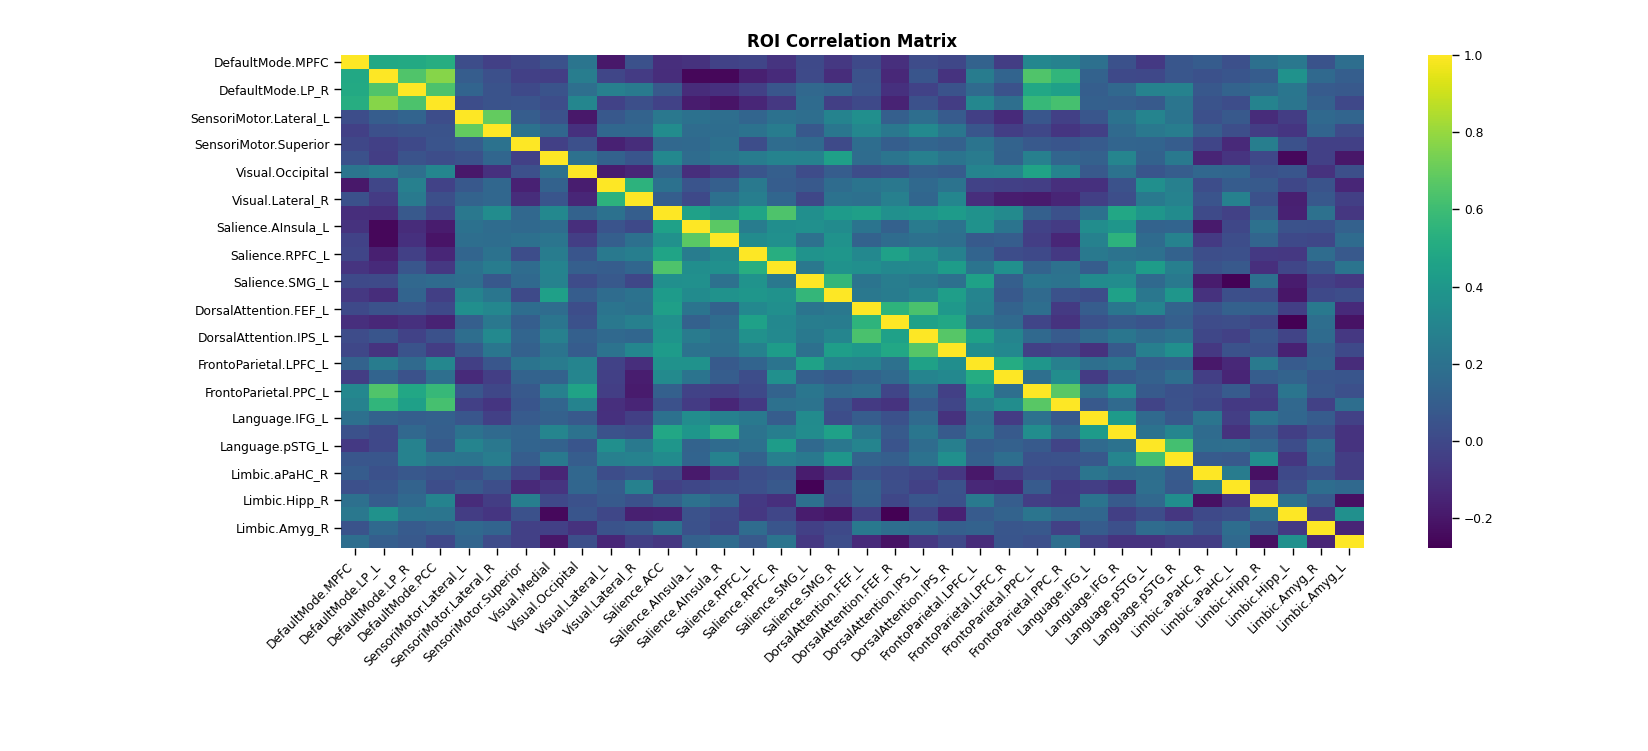 ROI Correlation Matrix
DefaultMode.MPFC
DefaultMode.LP_R
SensoriMotor.Lateral_L
SensoriMotor.Superior
Visual.Occipital
Visual.Lateral_R
Salience.AInsula_L
Salience.RPFC_L
Salience.SMG_L
DorsalAttention.FEF_L
DorsalAttention.IPS_L
FrontoParietal.LPFC_L
FrontoParietal.PPC_L
Language.IFG_L
Language.pSTG_L
Limbic.aPaHC_R
Limbic.Hipp_R
Limbic.Amyg_R
DefaultMode.MPFC
DefaultMode.LP_L
DefaultMode.LP_R
DefaultMode.PCC
SensoriMotor.Lateral_L
SensoriMotor.Lateral_R
SensoriMotor.Superior
Visual.Medial
Visual.Occipital
Visual.Lateral_L
Visual.Lateral_R
Salience.ACC
Salience.AInsula_L
Salience.AInsula_R
Salience.RPFC_L
Salience.RPFC_R
Salience.SMG_L
Salience.SMG_R
DorsalAttention.FEF_L
DorsalAttention.FEF_R
DorsalAttention.IPS_L
DorsalAttention.IPS_R
FrontoParietal.LPFC_L
FrontoParietal.LPFC_R
FrontoParietal.PPC_L
FrontoParietal.PPC_R
Language.IFG_L
Language.IFG_R
Language.pSTG_L
Language.pSTG_R
Limbic.aPaHC_R
Limbic.aPaHC_L
Limbic.Hipp_R
Limbic.Hipp_L
Limbic.Amyg_R
Limbic.Amyg_L
1.0
0.8
0.6
0.4
0.2
0.0
−0.2